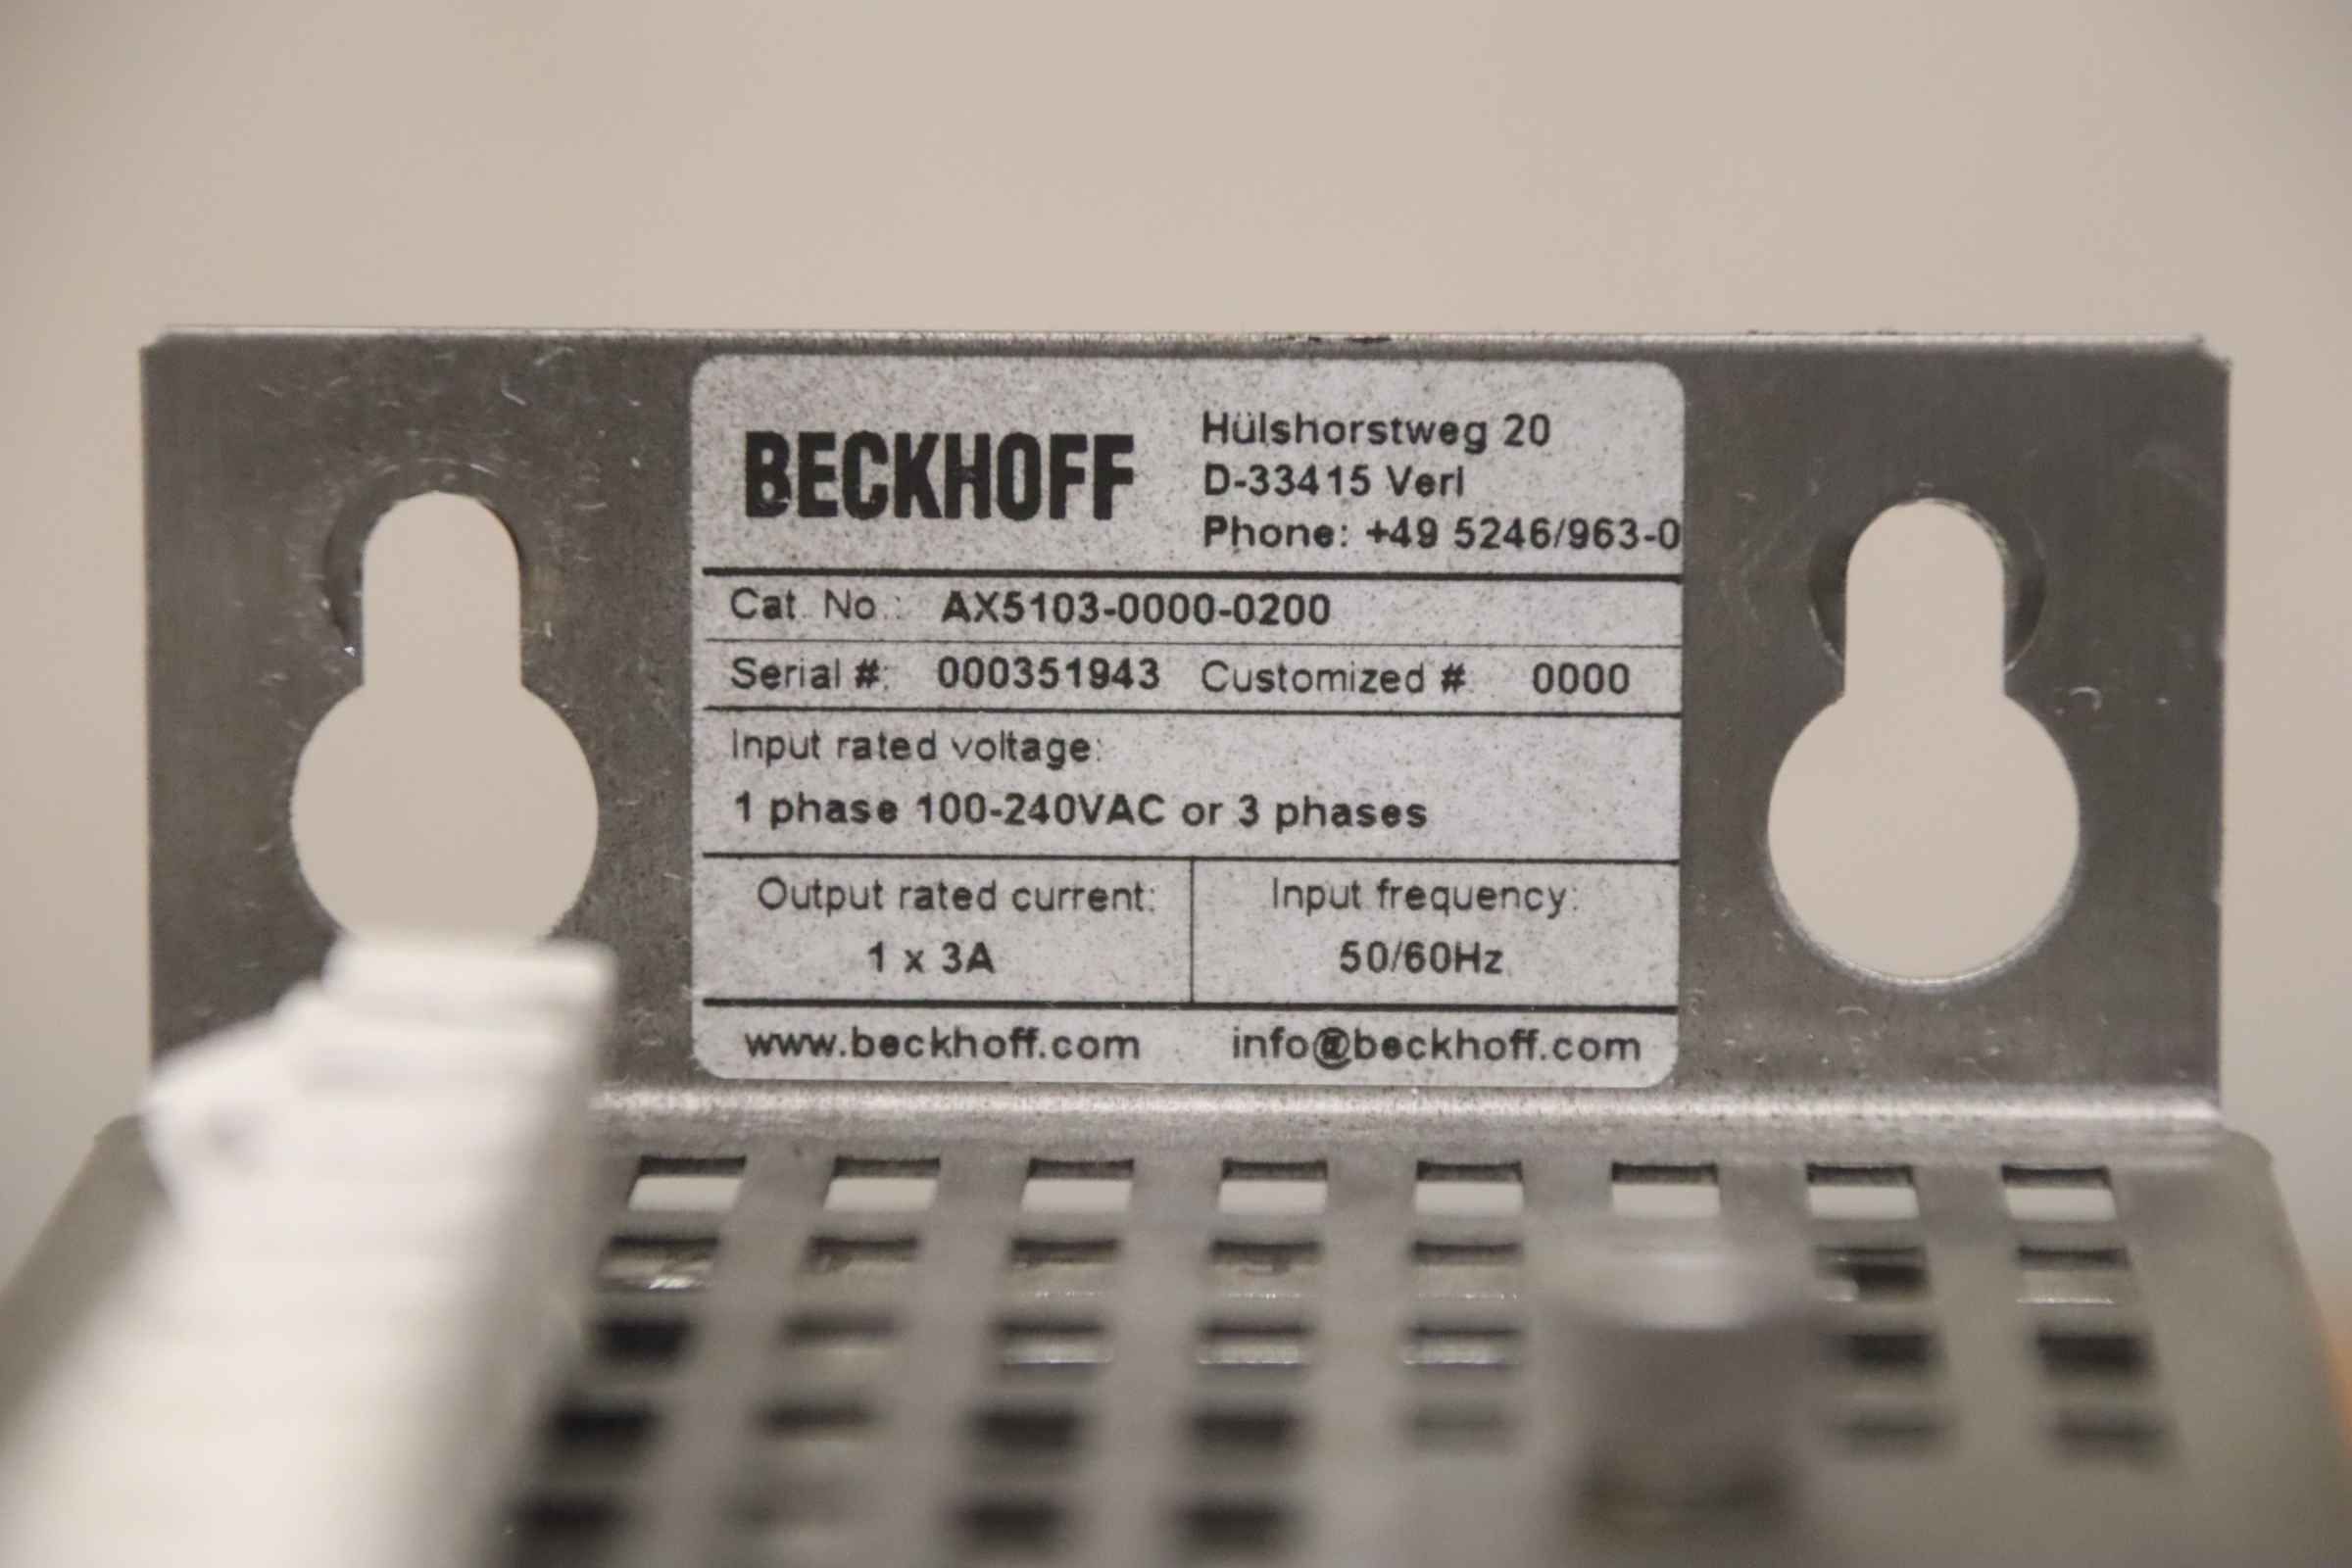 BECKHOFF
Hülshorstweg 20
D-33415 Verl
Phone: +49 5246/963-0
Cat. No.: AX5103-0000-0200
Serial #: 000351943 Customized # 0000
Input rated voltage:
1 phase 100-240VAC or 3 phases
Output rated current: Input frequency:
1 x 3A 50/60Hz
www.beckhoff.com info@beckhoff.com